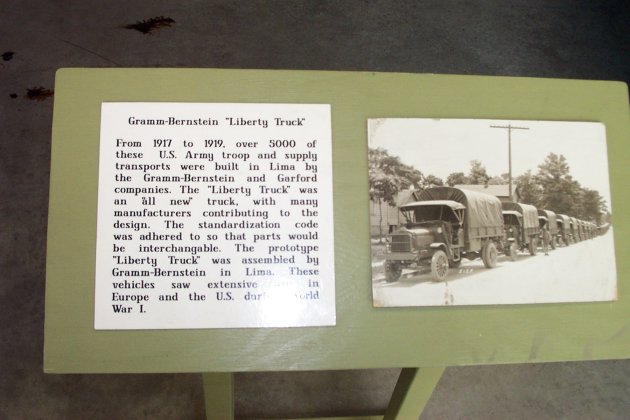 Gramm-Bernstein "Liberty Truck"
From 1917 to 1919, over 5000 of
these U.S. Army troop and supply
transports were built in Lima by
the Gramm-Bernstein and Garford
companies. The "Liberty Truck" was
an "all new" truck, with many
manufacturers contributing to the
design. The standardization code
was adhered to so that parts would
be interchangable. The prototype
"Liberty Truck" was assembled by
Gramm-Bernstein in Lima. These
vehicles saw extensive in
Europe and the U.S.
War I.